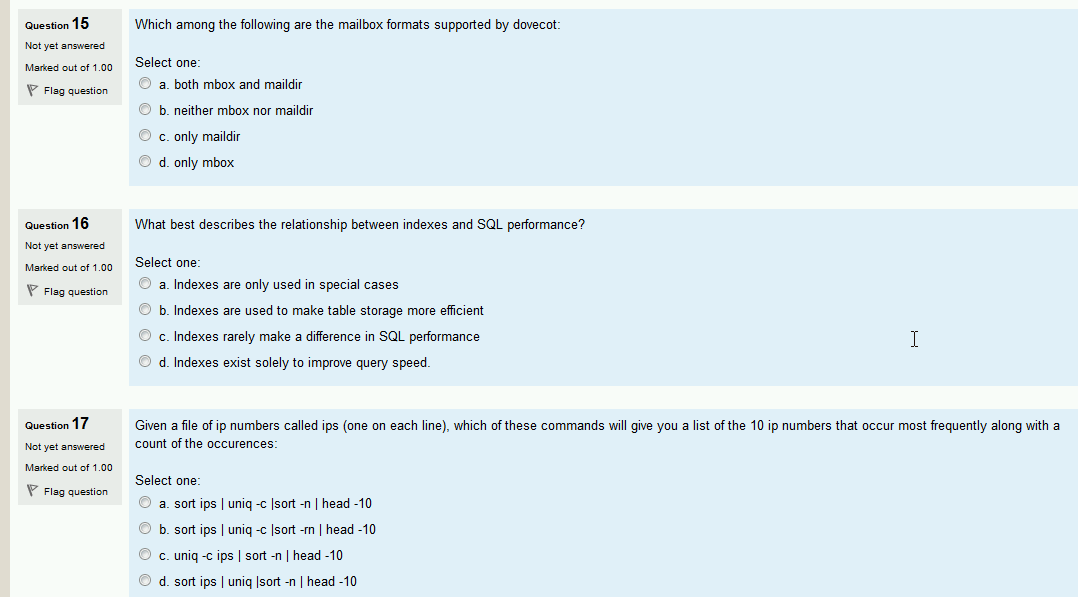 Question 15
Not yet answered
Marked out of 1.00
Flag question
Which among the following are the mailbox formats supported by dovecot:
Select one:
a. both mbox and maildir
b. neither mbox nor maildir
c. only maildir
d. only mbox
Question 16
Not yet answered
Marked out of 1.00
Flag question
What best describes the relationship between indexes and SQL performance?
Select one:
a. Indexes are only used in special cases
b. Indexes are used to make table storage more efficient
c. Indexes rarely make a difference in SQL performance
d. Indexes exist solely to improve query speed.
Question 17
Not yet answered
Marked out of 1.00
Flag question
Given a file of ip numbers called ips (one on each line), which of these commands will give you a list of the 10 ip numbers that occur most frequently along with a
count of the occurences:
Select one:
a. sort ips | uniq -c |sort -n | head -10
b. sort ips | uniq -c |sort -rn | head -10
c. uniq -c ips | sort -n | head -10
d. sort ips | uniq |sort -n | head -10